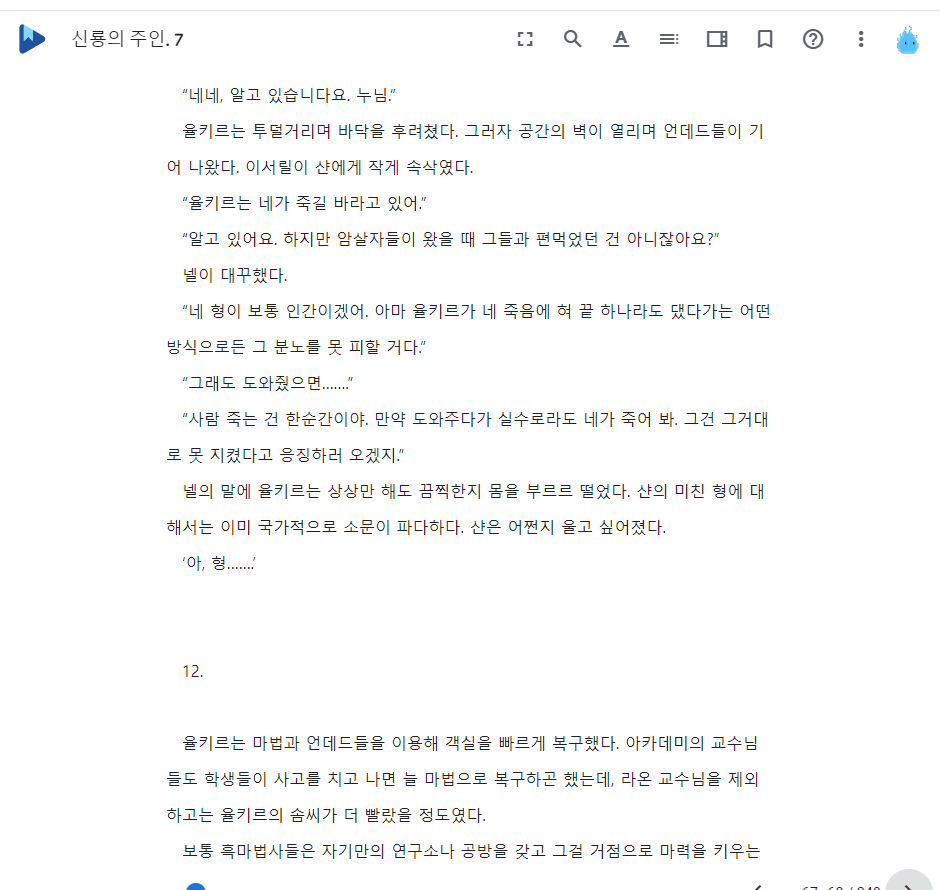 신룡의 주인. 7
“네네, 알고 있습니다요. 누님.”
율키르는 투덜거리며 바닥을 후려쳤다. 그러자 공간의 벽이 열리며 언데드들이 기
어 나왔다. 이서릴이 샨에게 작게 속삭였다.
“율키르는 네가 죽길 바라고 있어.”
“알고 있어요. 하지만 암살자들이 왔을 때 그들과 편먹었던 건 아니잖아요?”
넬이 대꾸했다.
“네 형이 보통 인간이겠어. 아마 율키르가 네 죽음에 혀 끝 하나라도 댔다가는 어떤
방식으로든 그 분노를 못 피할 거다.”
“그래도 도와줬으면.......”
“사람 죽는 건 한순간이야. 만약 도와주다가 실수로라도 네가 죽어 봐. 그건 그거대
로 못 지켰다고 응징하러 오겠지.”
넬의 말에 율키르는 상상만 해도 끔찍한지 몸을 부르르 떨었다. 샨의 미친 형에 대
해서는 이미 국가적으로 소문이 파다하다. 샨은 어쩐지 울고 싶어졌다.
‘아, 형.......’
12.
율키르는 마법과 언데드들을 이용해 객실을 빠르게 복구했다. 아카데미의 교수님
들도 학생들이 사고를 치고 나면 늘 마법으로 복구하곤 했는데, 라온 교수님을 제외
하고는 율키르의 솜씨가 더 빨랐을 정도였다.
보통 흑마법사들은 자기만의 연구소나 공방을 갖고 그걸 거점으로 마력을 키우는